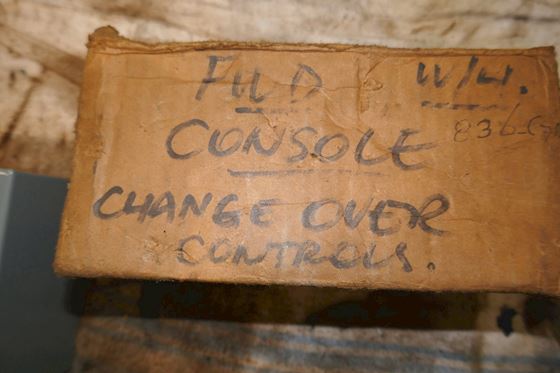 FWD W/H.
836-G
CONSOLE
CHANGE OVER
CONTROLS.